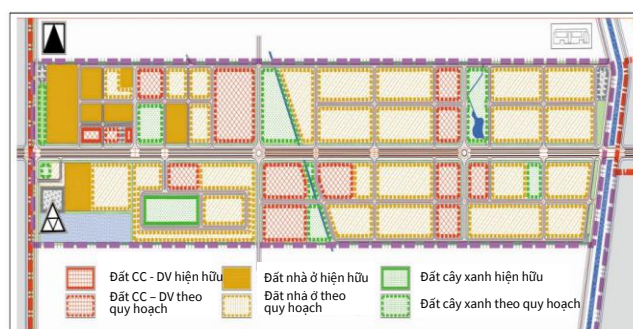 Đất CC - DV hiện hữu
Đất nhà ở hiện hữu
Đất cây xanh hiện hữu
Đất CC – DV theo
quy hoạch
Đất nhà ở theo
quy hoạch
Đất cây xanh theo quy hoạch